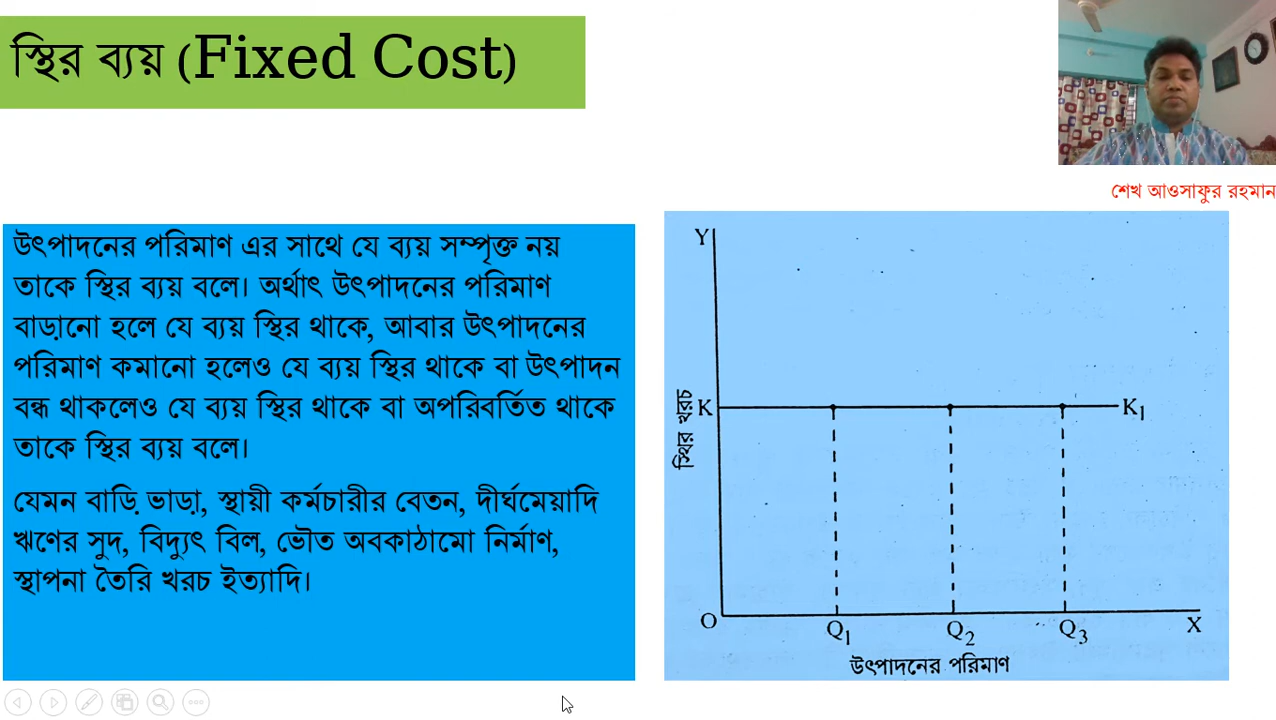 স্থির ব্যয় (Fixed Cost)
শেখ আওসাফুর রহমান
উৎপাদনের পরিমাণ এর সাথে যে ব্যয় সম্পৃক্ত নয়
তাকে স্থির ব্যয় বলে। অর্থাৎ উৎপাদনের পরিমাণ
বাড়ানো হলে যে ব্যয় স্থির থাকে, আবার উৎপাদনের
পরিমাণ কমানো হলেও যে ব্যয় স্থির থাকে বা উৎপাদন
বন্ধ থাকলেও যে ব্যয় স্থির থাকে বা অপরিবর্তিত থাকে
তাকে স্থির ব্যয় বলে।
যেমন বাড়ি ভাড়া, স্থায়ী কর্মচারীর বেতন, দীর্ঘমেয়াদি
ঋণের সুদ, বিদ্যুৎ বিল, ভৌত অবকাঠামো নির্মাণ,
স্থাপনা তৈরি খরচ ইত্যাদি।
Y
স্থির খরচ
K
K1
O
Q1
Q2
Q3
X
উৎপাদনের পরিমাণ